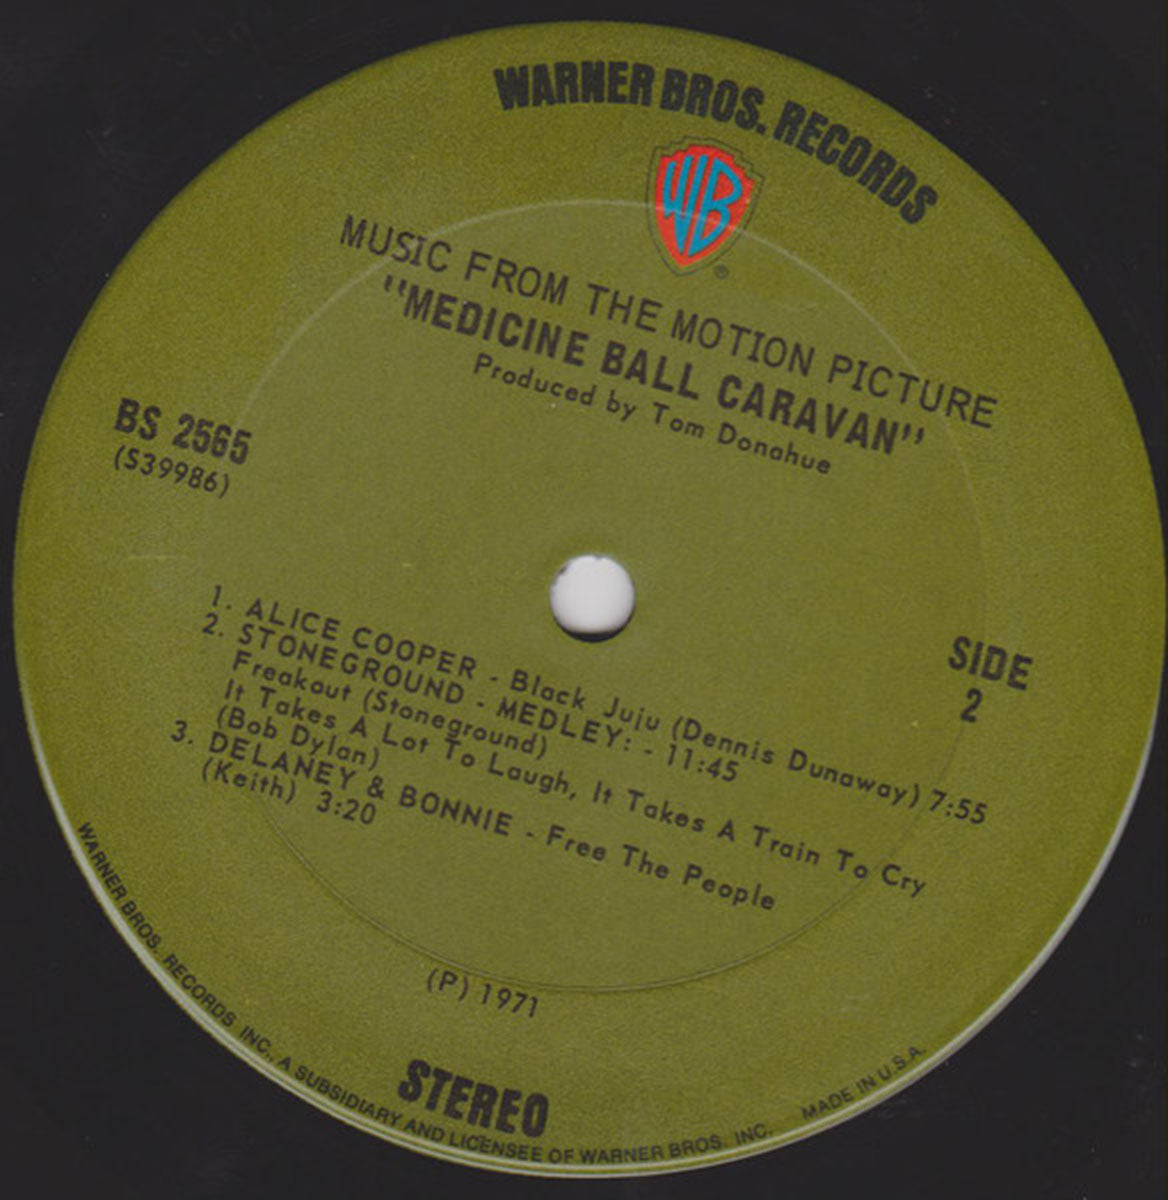 WARNER BROS. RECORDS
WB
®
MUSIC FROM THE MOTION PICTURE
"MEDICINE BALL CARAVAN"
Produced by Tom Donahue
BS 2565
(S39986)
SIDE
2
1. ALICE COOPER - Black Juju (Dennis Dunaway) 7:55
2. STONEGROUND - MEDLEY: - 11:45
Freakout (Stoneground)
It Takes A Lot To Laugh, It Takes A Train To Cry
(Bob Dylan)
3. DELANEY & BONNIE - Free The People
(Keith) 3:20
(P) 1971
STEREO
WARNER BROS. RECORDS INC., A SUBSIDIARY AND LICENSEE OF WARNER BROS. INC. MADE IN U.S.A.